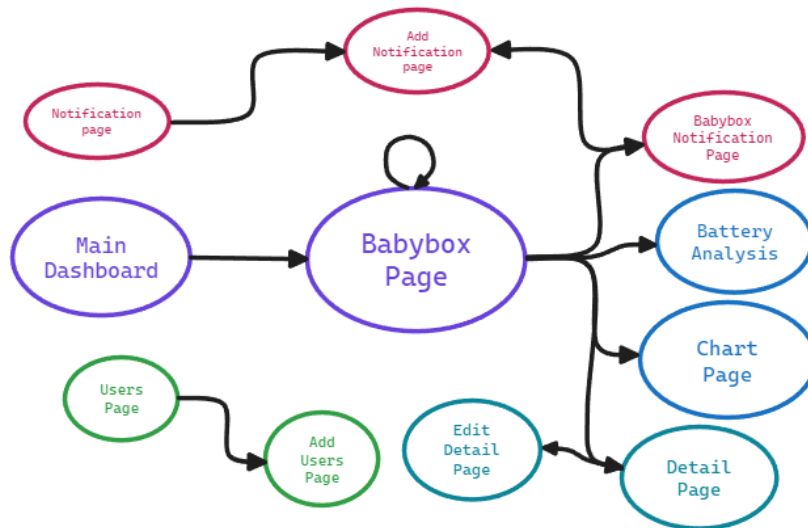 Add
Notification
page
Notification
page
Babybox
Notification
Page
Main
Dashboard
Babybox
Page
Battery
Analysis
Chart
Page
Users
Page
Add
Users
Page
Edit
Detail
Page
Detail
Page